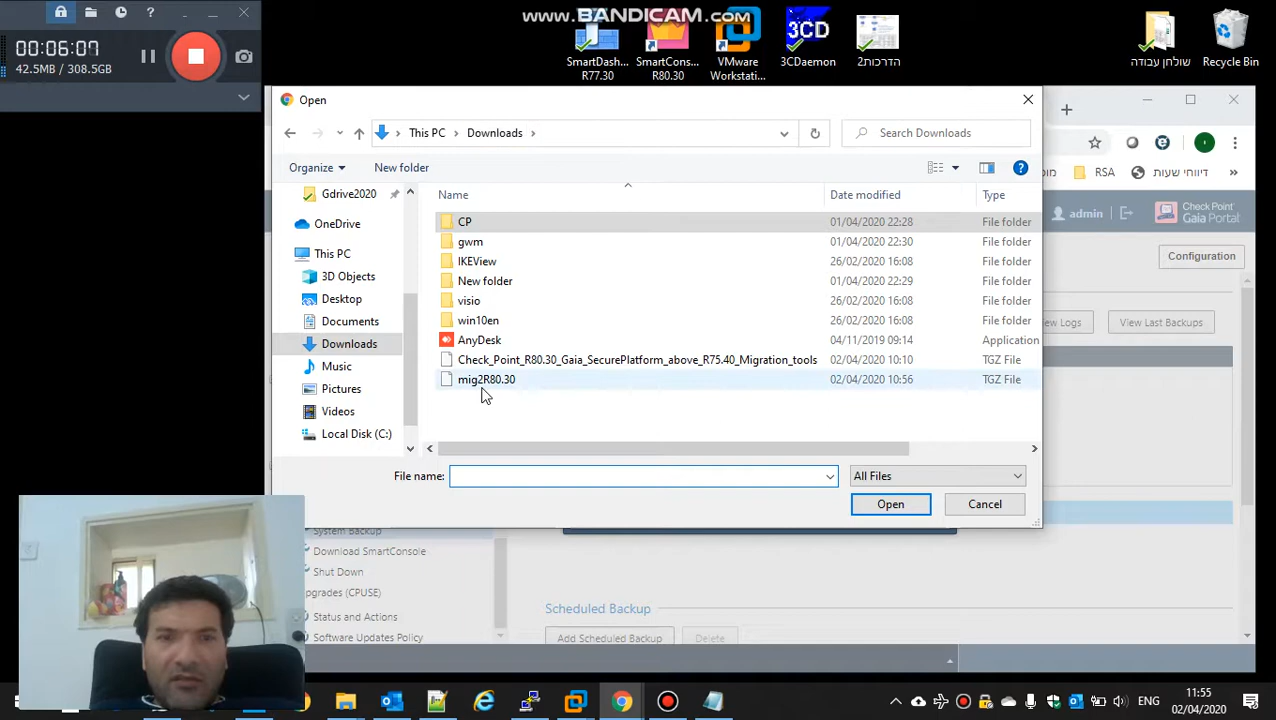 www.BANDICAM.com
00:06:07
42.5MB / 308.5GB
SmartDash...
R77.30
SmartCons...
R80.30
VMware
Workstati...
3CD
3CDaemon
הדרכות2
שולחן עבודה
Recycle Bin
Open
This PC
Downloads
Search Downloads
Organize
New folder
Name
Date modified
Type
Gdrive2020
OneDrive
This PC
3D Objects
Desktop
Documents
Downloads
Music
Pictures
Videos
Local Disk (C:)
CP 01/04/2020 22:28 File folder
gwm 01/04/2020 22:30 File folder
IKEView 26/02/2020 16:08 File folder
New folder 01/04/2020 22:29 File folder
visio 26/02/2020 16:08 File folder
win10en 26/02/2020 16:08 File folder
AnyDesk 04/11/2019 09:14 Application
Check_Point_R80.30_Gaia_SecurePlatform_above_R75.40_Migration_tools 02/04/2020 10:10 TGZ File
mig2R80.30 02/04/2020 10:56 TGZ File
File name:
All Files
Open
Cancel
RSA
דיווחי שעות
admin
Check Point
Gaia Portal
Configuration
View Last Backups
System Backup
Download SmartConsole
Shut Down
pgrades (CPUSE)
Status and Actions
Software Updates Policy
Scheduled Backup
Add Scheduled Backup
Delete
ENG
11:55
02/04/2020